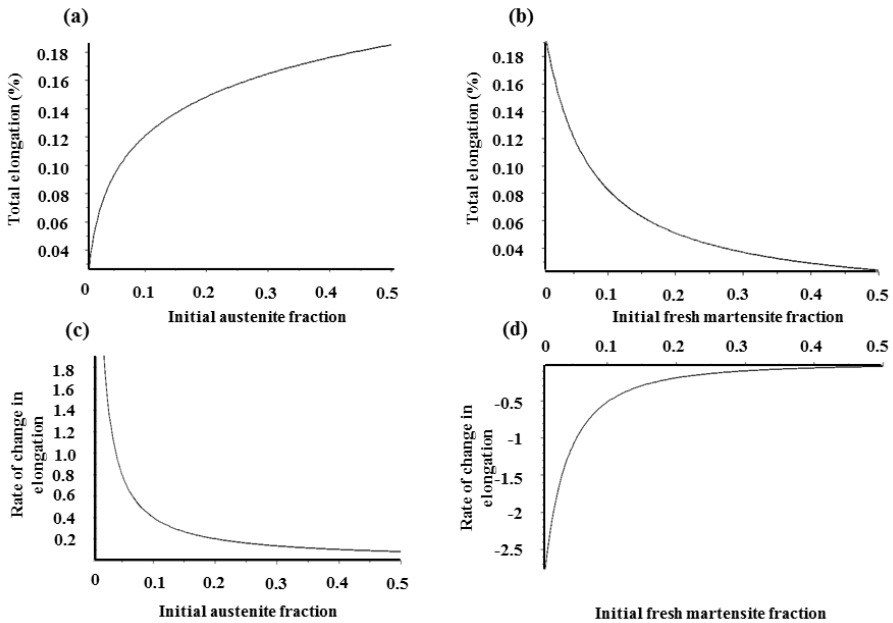 (a)
Total elongation (%)
0.18
0.16
0.14
0.12
0.10
0.08
0.06
0.04
0 0.1 0.2 0.3 0.4 0.5
Initial austenite fraction
(b)
Total elongation (%)
0.18
0.16
0.14
0.12
0.10
0.08
0.06
0.04
0 0.1 0.2 0.3 0.4 0.5
Initial fresh martensite fraction
(c)
Rate of change in
elongation
1.8
1.6
1.4
1.2
1.0
0.8
0.6
0.4
0.2
0 0.1 0.2 0.3 0.4 0.5
Initial austenite fraction
(d)
0 0.1 0.2 0.3 0.4 0.5
Rate of change in
elongation
-0.5
-1
-1.5
-2
-2.5
Initial fresh martensite fraction